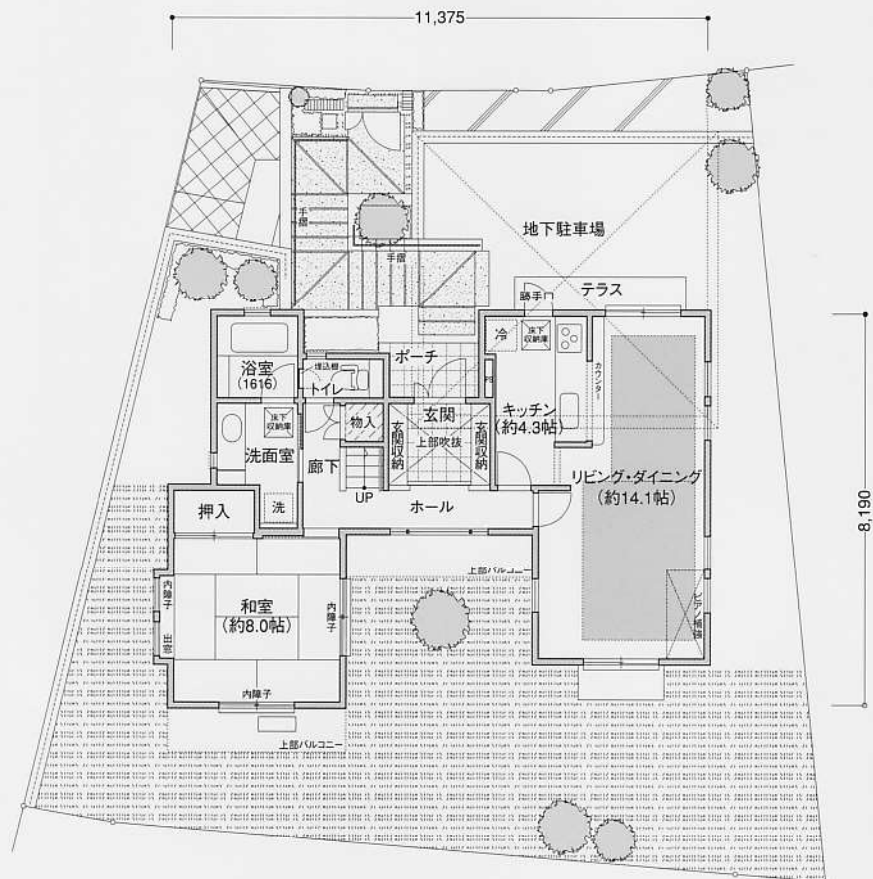 11,375
手摺
手摺
地下駐車場
テラス
勝手口
冷
床下
収納庫
ポーチ
浴室
(1616)
埋込棚
トイレ
PS
カウンター
キッチン
(約4.3帖)
玄関
上部吹抜
玄関収納
玄関収納
物入
床下
収納庫
洗面室
廊下
UP
ホール
リビング・ダイニング
(約14.1帖)
8,190
押入
洗
上部バルコニー
ピアノ補強
内障子
出窓
和室
(約8.0帖)
内障子
内障子
上部バルコニー